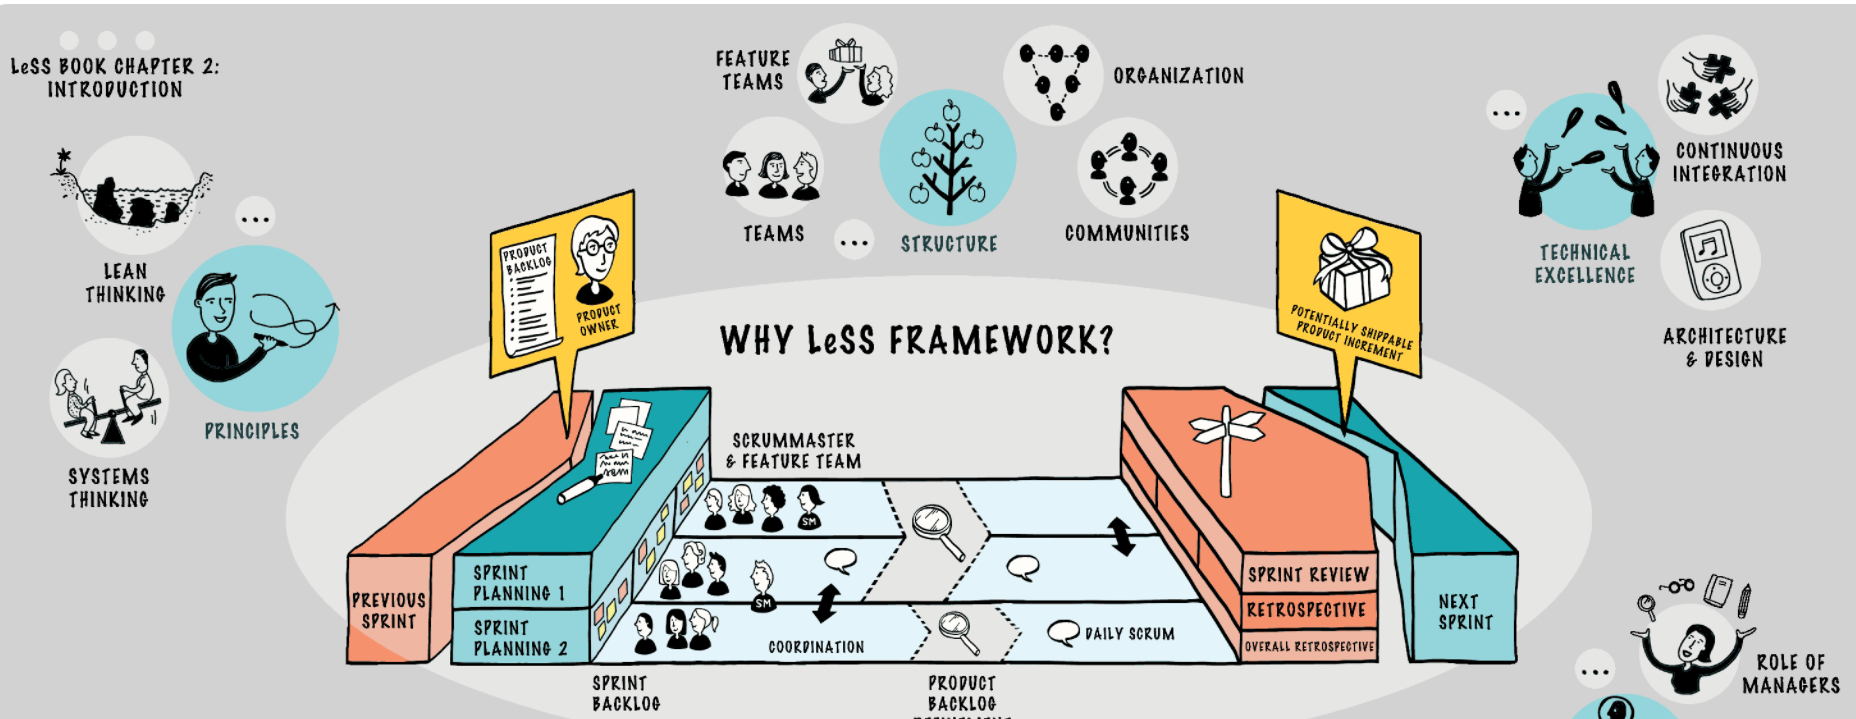 LeSS BOOK CHAPTER 2:
INTRODUCTION
LEAN
THINKING
SYSTEMS
THINKING
...
PRINCIPLES
FEATURE
TEAMS
ORGANIZATION
TEAMS
...
STRUCTURE
COMMUNITIES
...
CONTINUOUS
INTEGRATION
TECHNICAL
EXCELLENCE
ARCHITECTURE
& DESIGN
PRODUCT
BACKLOG
PRODUCT
OWNER
WHY LeSS FRAMEWORK?
POTENTIALLY SHIPPABLE
PRODUCT INCREMENT
SCRUMMASTER
& FEATURE TEAM
SM
SM
PREVIOUS
SPRINT
SPRINT
PLANNING 1
SPRINT
PLANNING 2
COORDINATION
DAILY SCRUM
SPRINT REVIEW
RETROSPECTIVE
OVERALL RETROSPECTIVE
NEXT
SPRINT
SPRINT
BACKLOG
PRODUCT
BACKLOG
...
ROLE OF
MANAGERS